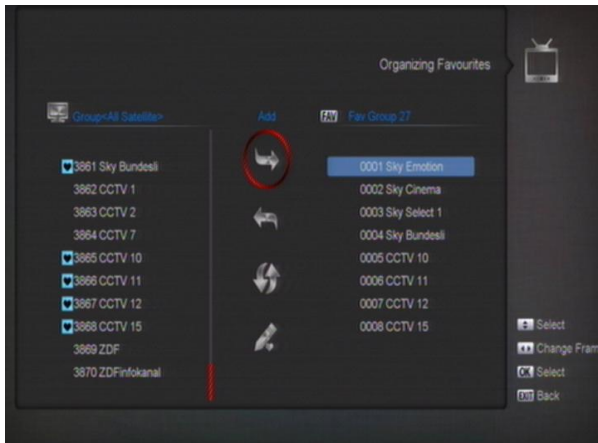 Organizing Favourites
Group<All Satellite>
Add
FAV Fav Group 27
3861 Sky Bundesli
3862 CCTV 1
3863 CCTV 2
3864 CCTV 7
3865 CCTV 10
3866 CCTV 11
3867 CCTV 12
3868 CCTV 15
3869 ZDF
3870 ZDFinfokanal
0001 Sky Emotion
0002 Sky Cinema
0003 Sky Select 1
0004 Sky Bundesli
0005 CCTV 10
0006 CCTV 11
0007 CCTV 12
0008 CCTV 15
Select
Change Fram
OK Select
EXIT Back